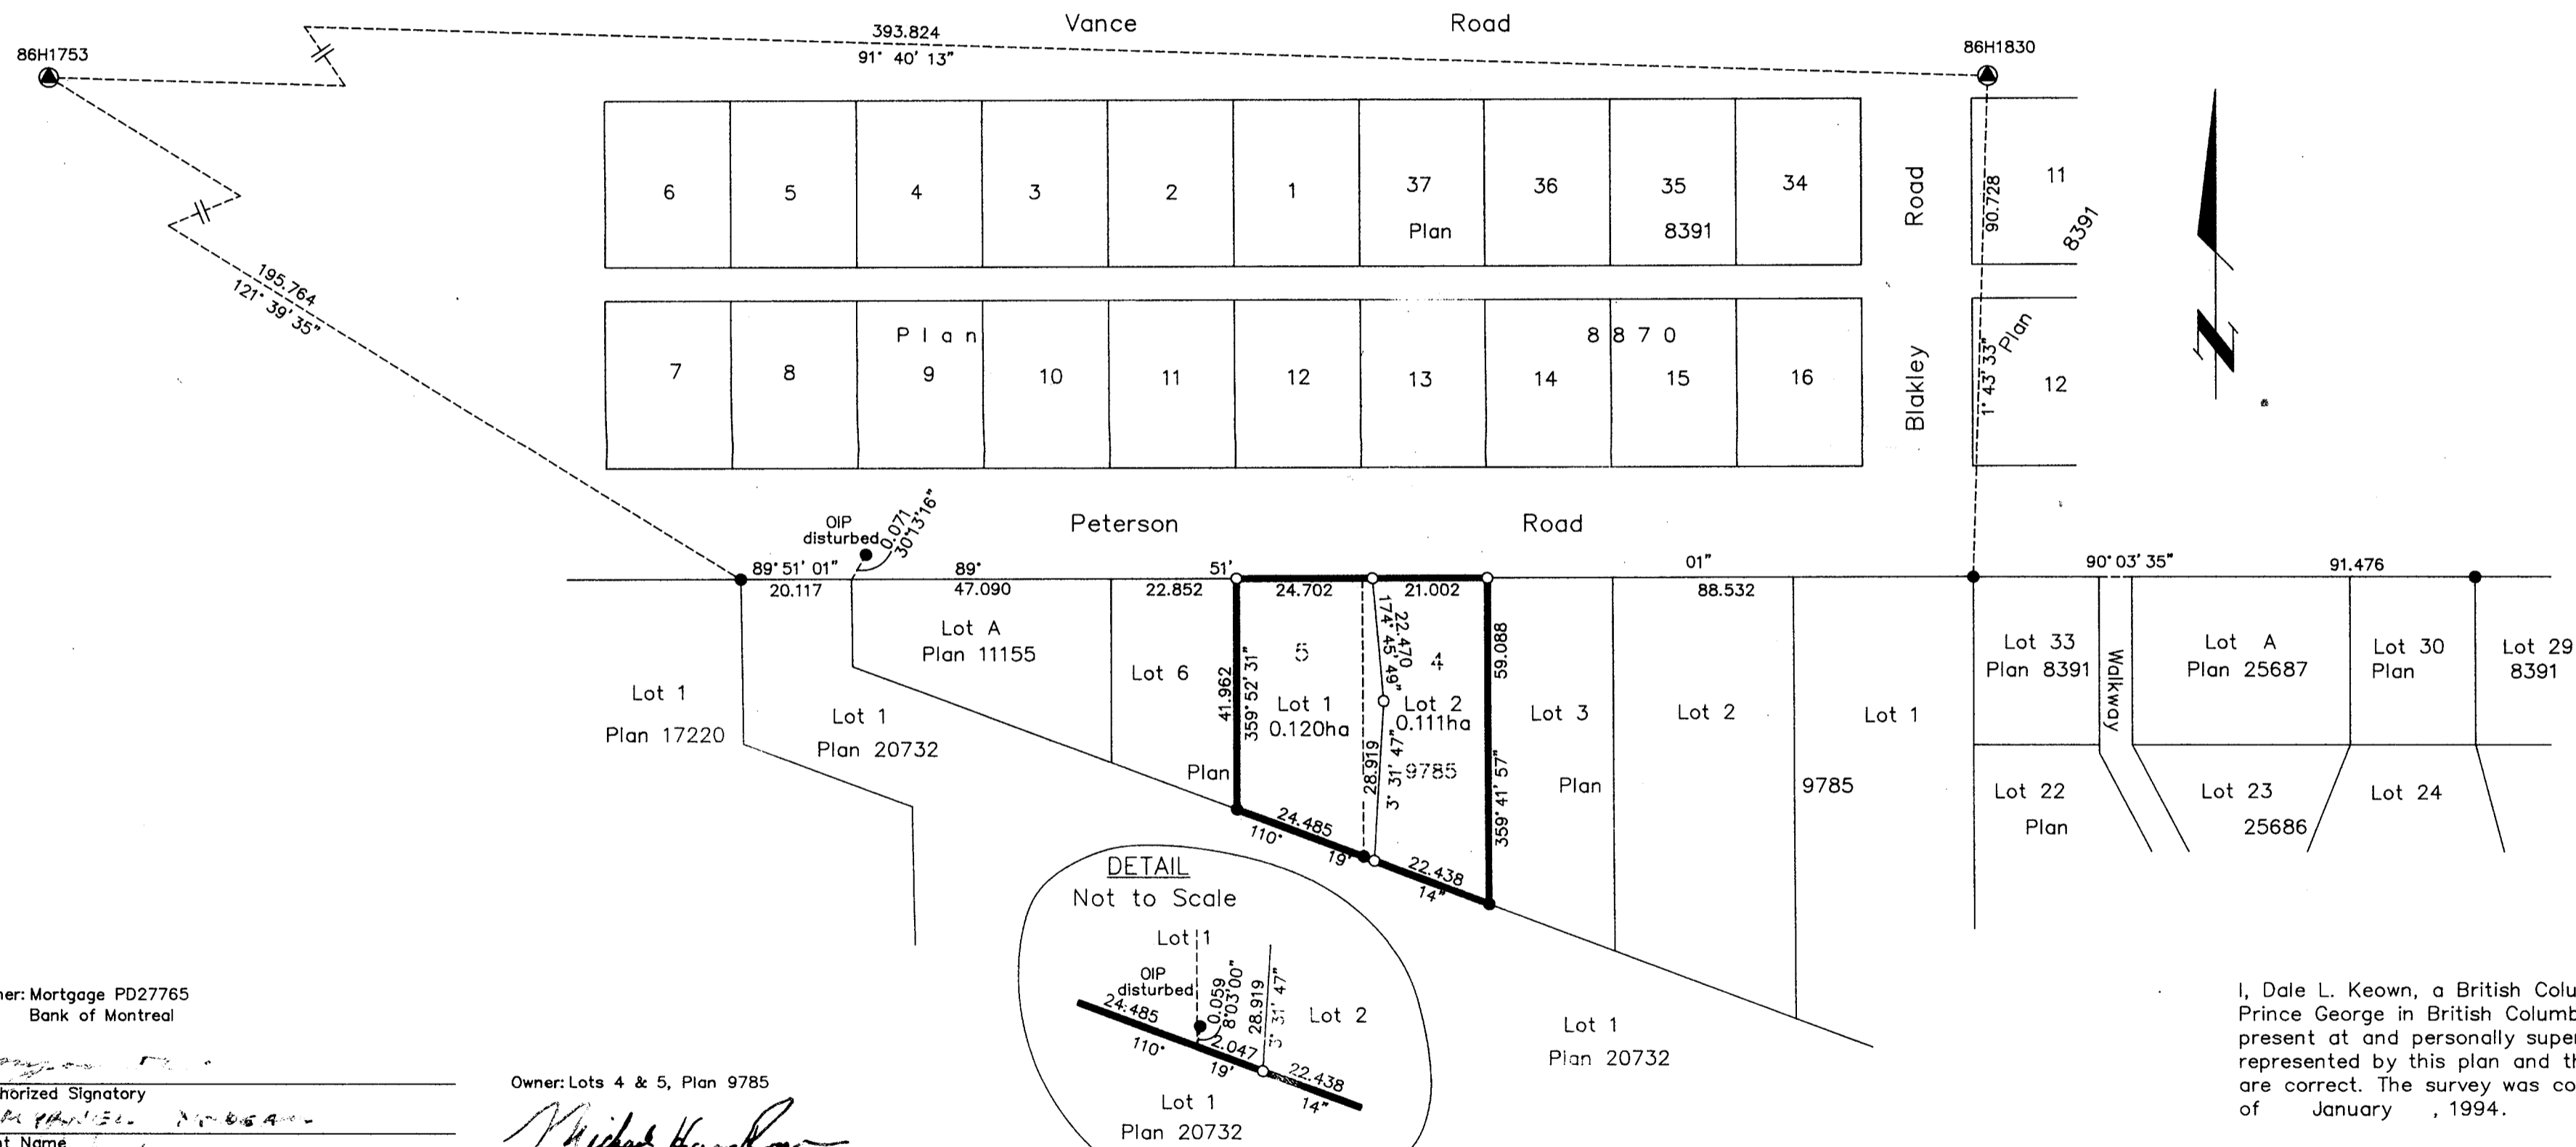 Vance Road
86H1753
393.824
91° 40' 13"
86H1830
6 5 4 3 2 1 37 36 35 34
Plan 8391
Road
90.728
11
8391
195.764
121° 39' 35"
Plan 8870
7 8 9 10 11 12 13 14 15 16
Blakley
1° 43' 33"
Plan
12
N
OIP
disturbed
0.071
30°13'16"
Peterson Road
89° 51' 01" 89° 51' 01" 90° 03' 35" 91.476
20.117 47.090 22.852 24.702 21.002 88.532
Lot 1
Plan 17220
Lot 1
Plan 20732
Lot A
Plan 11155
Lot 6
Plan
41.962
359° 52' 31"
5
Lot 1
0.120ha
22.470
174° 45' 49"
4
Lot 2
0.111ha
9785
28.919
3° 31' 47"
59.088
359° 41' 57"
Lot 3
Plan
Lot 2
9785
Lot 1
Lot 33
Plan 8391
Walkway
Lot A
Plan 25687
Lot 30
Plan
Lot 29
8391
Lot 22
Plan
Lot 23
25686
Lot 24
24.485
110° 19'
22.438
14"
DETAIL
Not to Scale
Lot 1
OIP
disturbed
0.059
8°03'00"
28.919
3° 31' 47"
Lot 2
24.485
110°
2.047
19'
22.438
14"
Lot 1
Plan 20732
Lot 1
Plan 20732
ner: Mortgage PD27765
Bank of Montreal
horized Signatory
nt Name
Owner: Lots 4 & 5, Plan 9785
I, Dale L. Keown, a British Colu
Prince George in British Columb
present at and personally super
represented by this plan and th
are correct. The survey was co
of January , 1994.